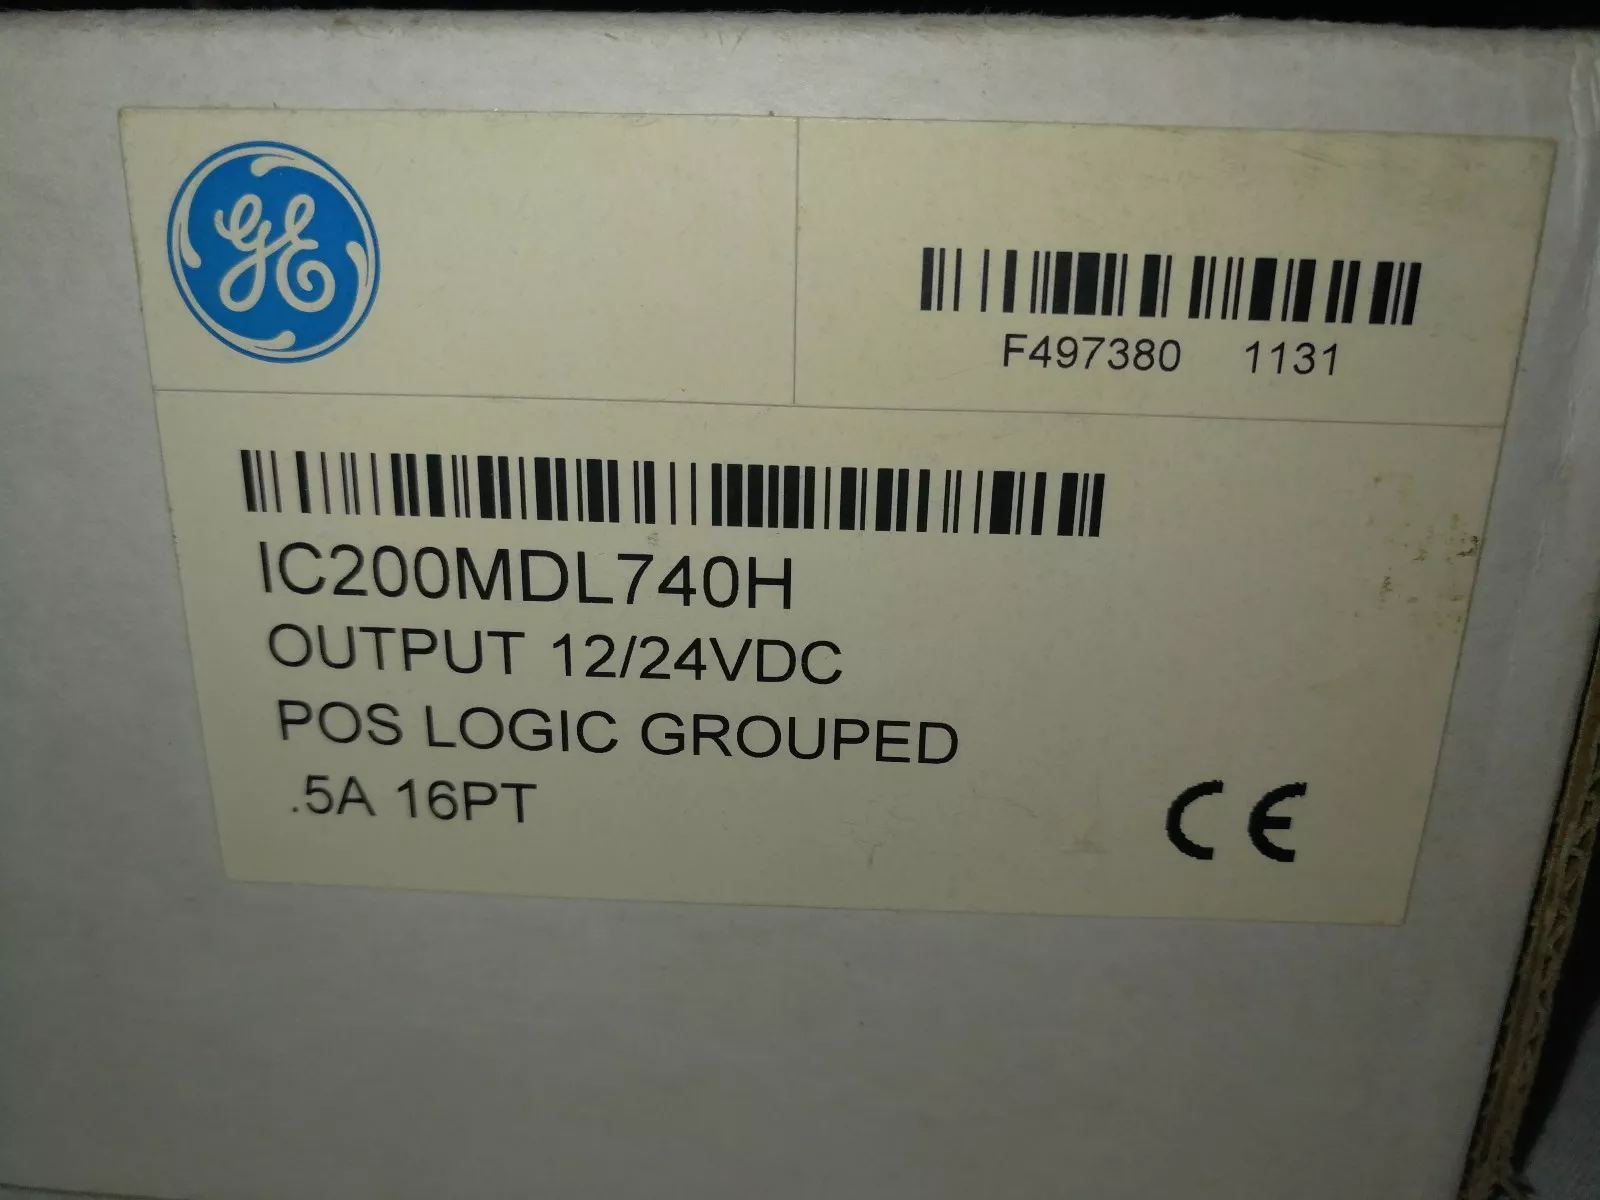 GE
F497380 1131
IC200MDL740H
OUTPUT 12/24VDC
POS LOGIC GROUPED
.5A 16PT
CE